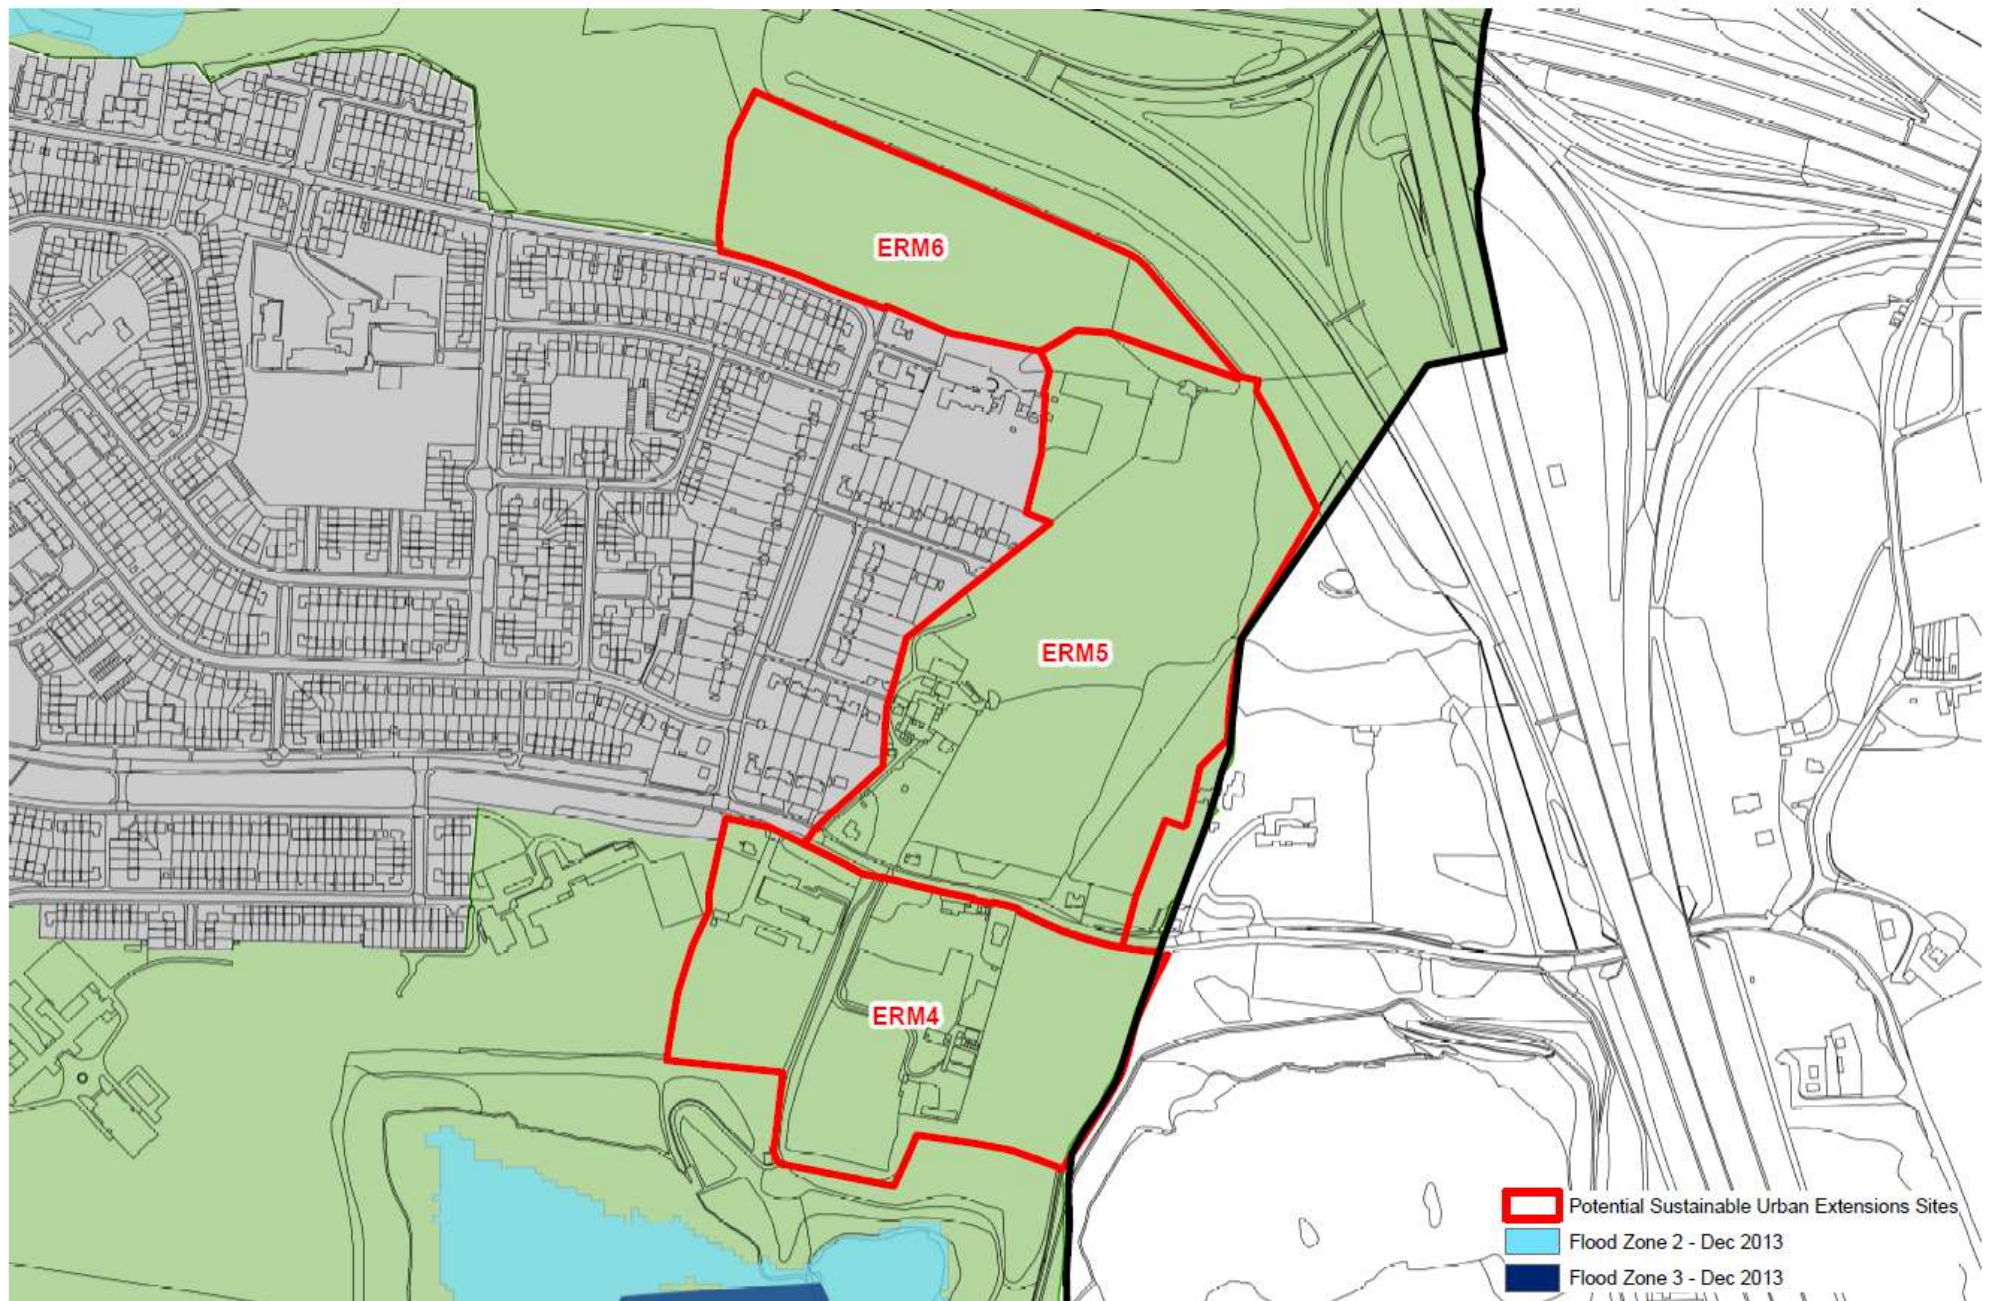 ERM6
ERM5
ERM4
Potential Sustainable Urban Extensions Sites
Flood Zone 2 - Dec 2013
Flood Zone 3 - Dec 2013